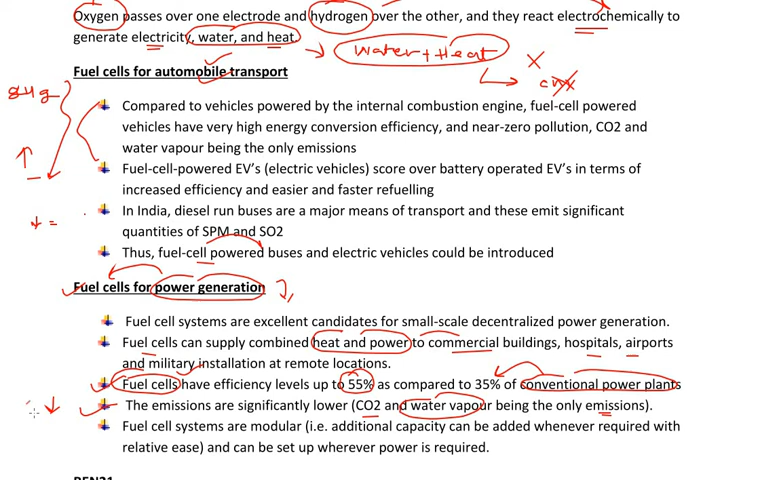 Oxygen passes over one electrode and hydrogen over the other, and they react electrochemically to
generate electricity, water, and heat.
water + Heat
Fuel cells for automobile transport
Compared to vehicles powered by the internal combustion engine, fuel-cell powered
vehicles have very high energy conversion efficiency, and near-zero pollution, CO2 and
water vapour being the only emissions
Fuel-cell-powered EV's (electric vehicles) score over battery operated EV's in terms of
increased efficiency and easier and faster refuelling
In India, diesel run buses are a major means of transport and these emit significant
quantities of SPM and SO2
Thus, fuel-cell powered buses and electric vehicles could be introduced
Fuel cells for power generation
Fuel cell systems are excellent candidates for small-scale decentralized power generation.
Fuel cells can supply combined heat and power to commercial buildings, hospitals, airports
and military installation at remote locations.
Fuel cells have efficiency levels up to 55% as compared to 35% of conventional power plants
The emissions are significantly lower (CO2 and water vapour being the only emissions).
Fuel cell systems are modular (i.e. additional capacity can be added whenever required with
relative ease) and can be set up wherever power is required.